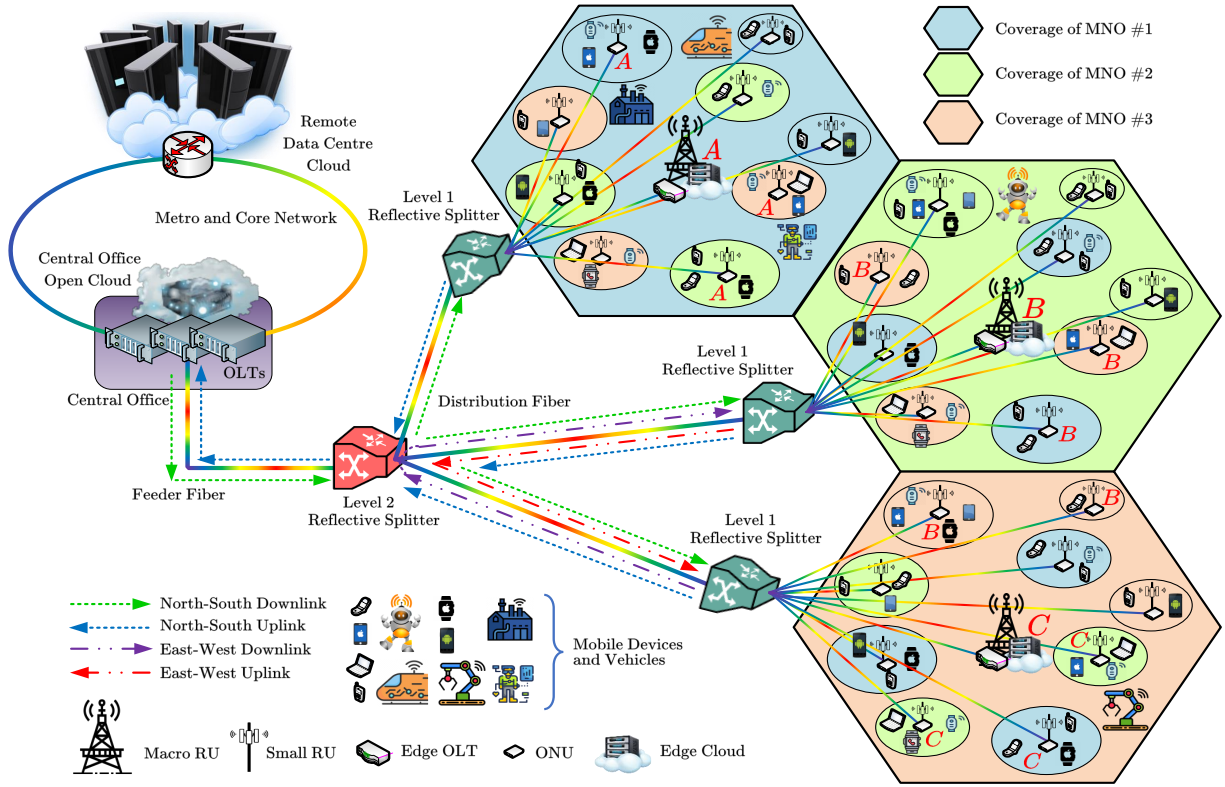 Coverage of MNO #1
Coverage of MNO #2
Coverage of MNO #3
Remote
Data Centre
Cloud
Metro and Core Network
Central Office
Open Cloud
OLTs
Central Office
Feeder Fiber
Level 1
Reflective Splitter
Distribution Fiber
Level 2
Reflective Splitter
Level 1
Reflective Splitter
Level 1
Reflective Splitter
A
A
A
A
B
B
B
B
B
B
C
C
C
C
North-South Downlink
North-South Uplink
East-West Downlink
East-West Uplink
Mobile Devices
and Vehicles
Macro RU
Small RU
Edge OLT
ONU
Edge Cloud